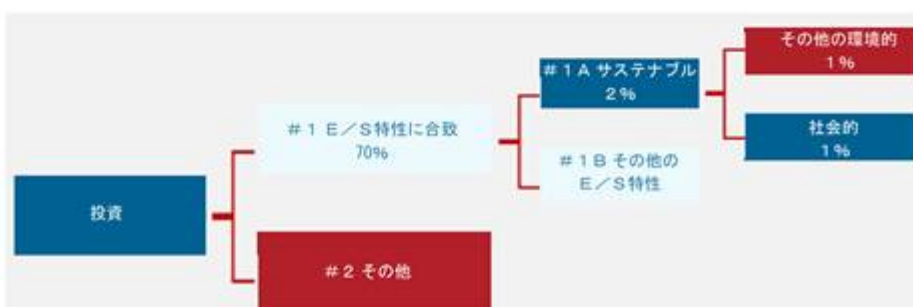 投資
＃１ Ｅ／Ｓ特性に合致
70%
＃２ その他
＃１Ａ サステナブル
２％
＃１Ｂ その他の
Ｅ／Ｓ特性
その他の環境的
１％
社会的
１％